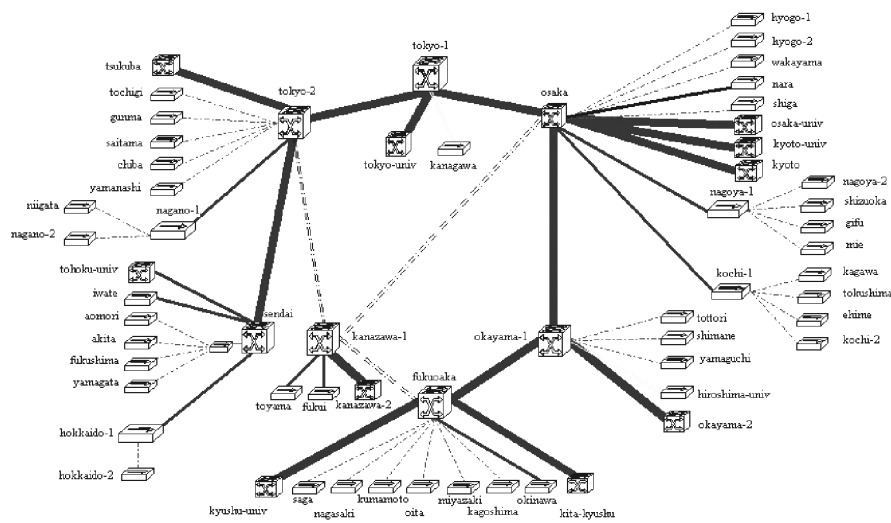 hyogo-1
tokyo-1
hyogo-2
tsukuba
wakayama
tokyo-2
osaka
nara
tochigi
shiga
gunma
osaka-univ
saitama
kyoto-univ
chiba
tokyo-univ
kanagawa
kyoto
yamanashi
nagoya-2
niigata
nagano-1
nagoya-1
shizuoka
gifu
nagano-2
mie
tohoku-univ
kochi-1
kagawa
iwate
tokushima
aomori
sendai
tottori
ehime
akita
kanazawa-1
okayama-1
shimane
kochi-2
fukushima
yamaguchi
yamagata
fukuoaka
toyama
fukui
kanazawa-2
hiroshima-univ
hokkaido-1
okayama-2
hokkaido-2
kyushu-univ
saga
nagasaki
kumamoto
oita
miyazaki
kagoshima
okinawa
kita-kyushu